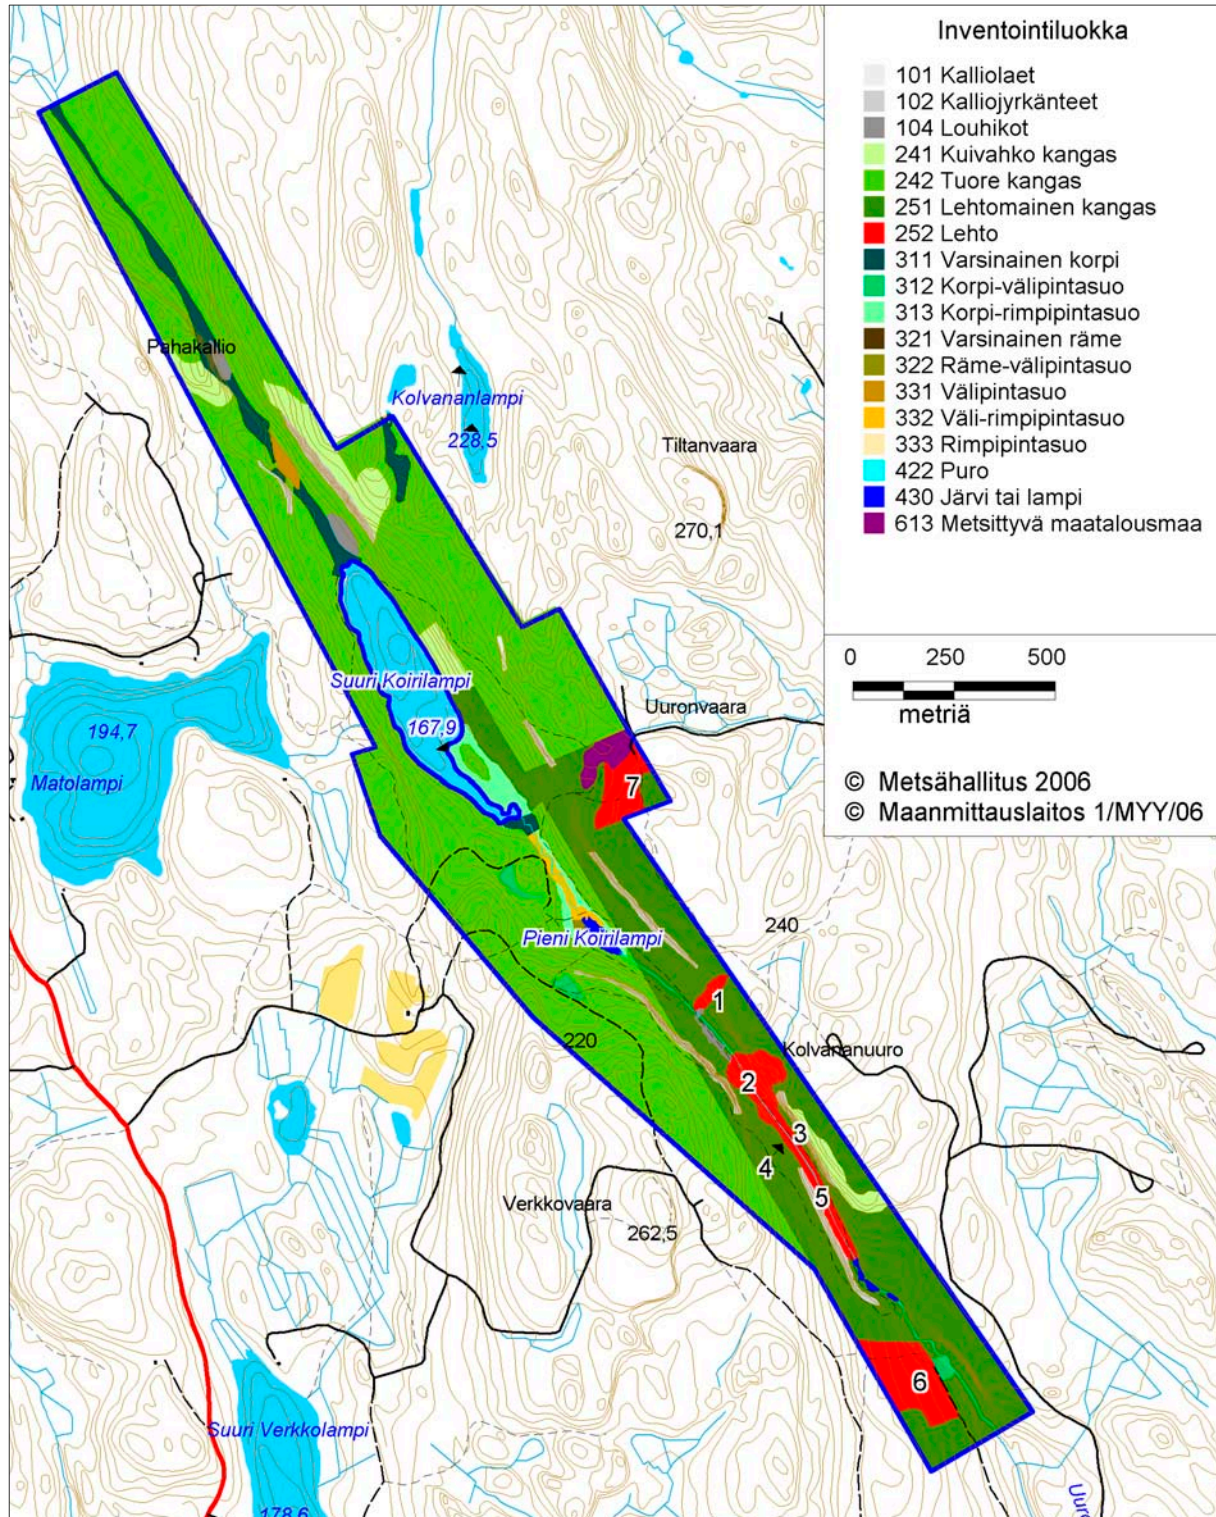 Inventointiluokka
101 Kalliolaet
102 Kalliojyrkänteet
104 Louhikot
241 Kuivahko kangas
242 Tuore kangas
251 Lehtomainen kangas
252 Lehto
311 Varsinainen korpi
312 Korpi-välipintasuo
313 Korpi-rimpipintasuo
321 Varsinainen räme
322 Räme-välipintasuo
331 Välipintasuo
332 Väli-rimpipintasuo
333 Rimpipintasuo
422 Puro
430 Järvi tai lampi
613 Metsittyvä maatalousmaa
0 250 500
metriä
© Metsähallitus 2006
© Maanmittauslaitos 1/MYY/06
Pahakallio
Kolvananlampi
228,5
Tiltanvaara
270,1
Suuri Koirilampi
167,9
Uuronvaara
194,7
Matolampi
7
240
Pieni Koirilampi
1
220
Kolvananuuro
2
3
4
5
Verkkovaara
262,5
6
Suuri Verkkolampi
178,6